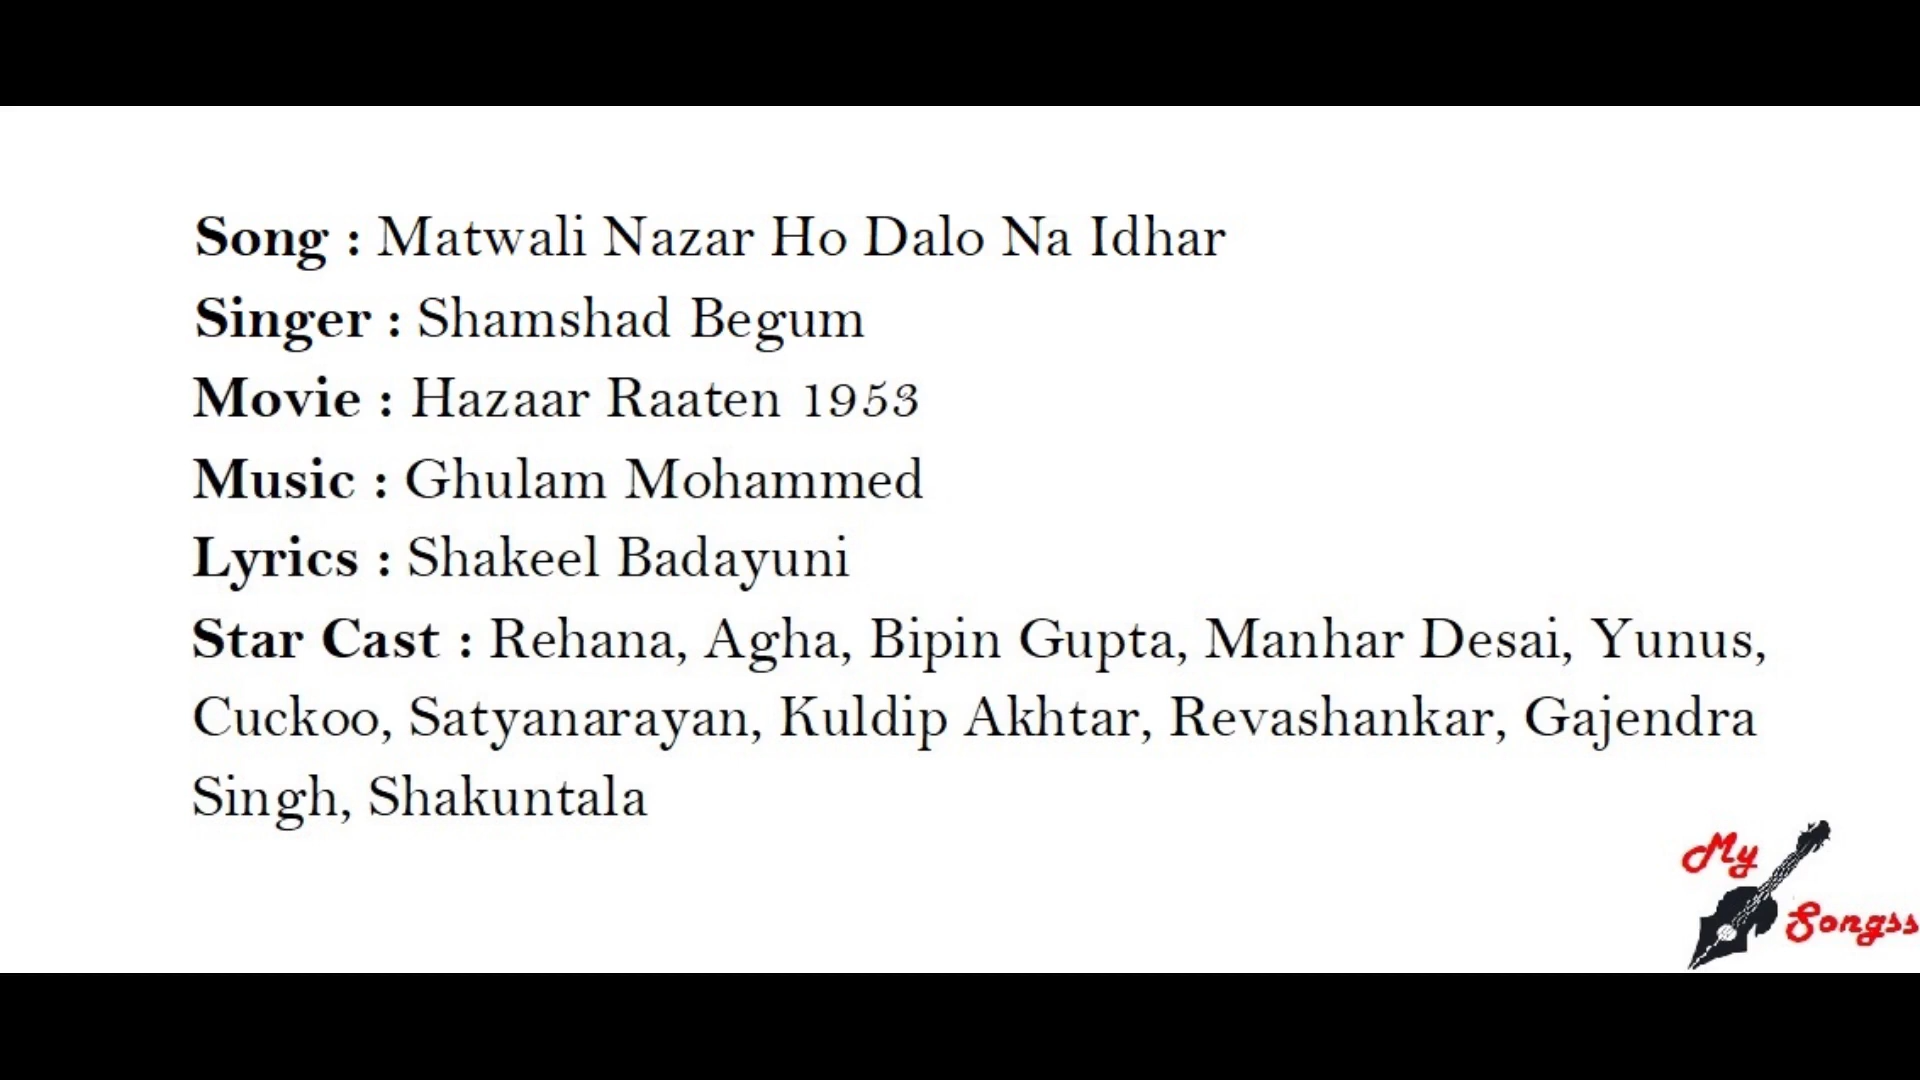 Song : Matwali Nazar Ho Dalo Na Idhar
Singer : Shamshad Begum
Movie : Hazaar Raaten 1953
Music : Ghulam Mohammed
Lyrics : Shakeel Badayuni
Star Cast : Rehana, Agha, Bipin Gupta, Manhar Desai, Yunus,
Cuckoo, Satyanarayan, Kuldip Akhtar, Revashankar, Gajendra
Singh, Shakuntala
My
Songss